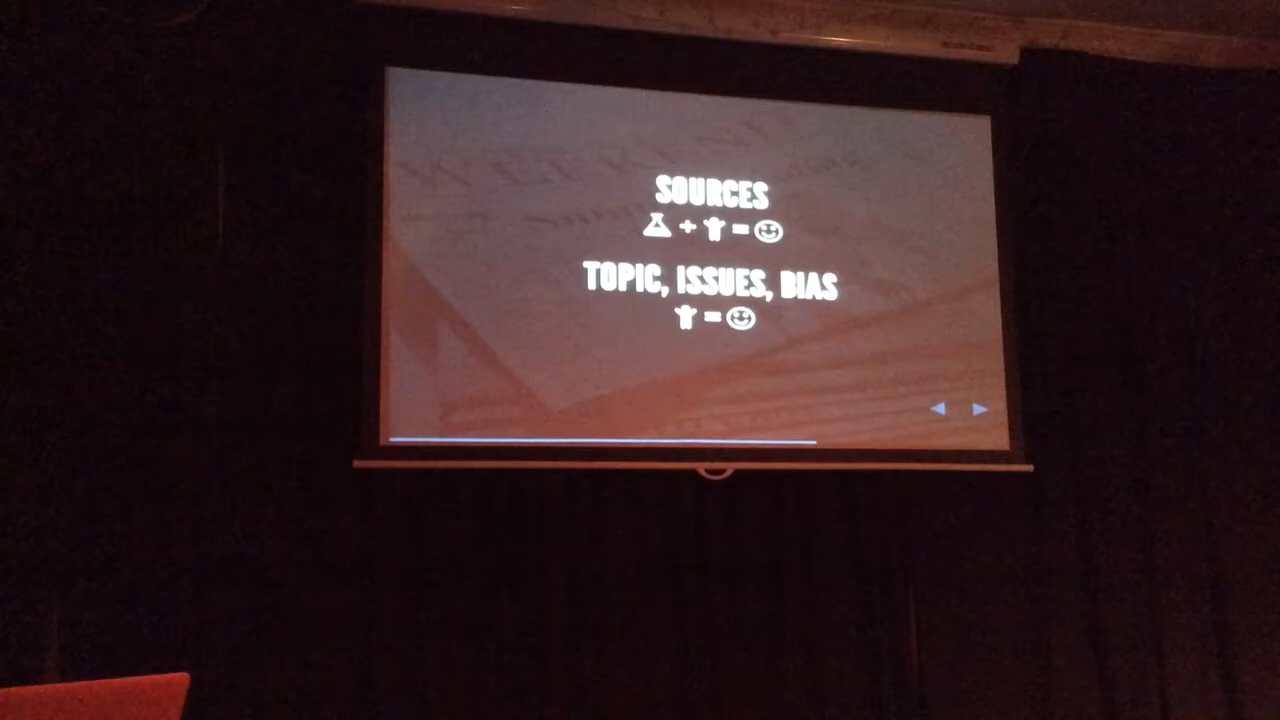 SOURCES
+ =
TOPIC, ISSUES, BIAS
=